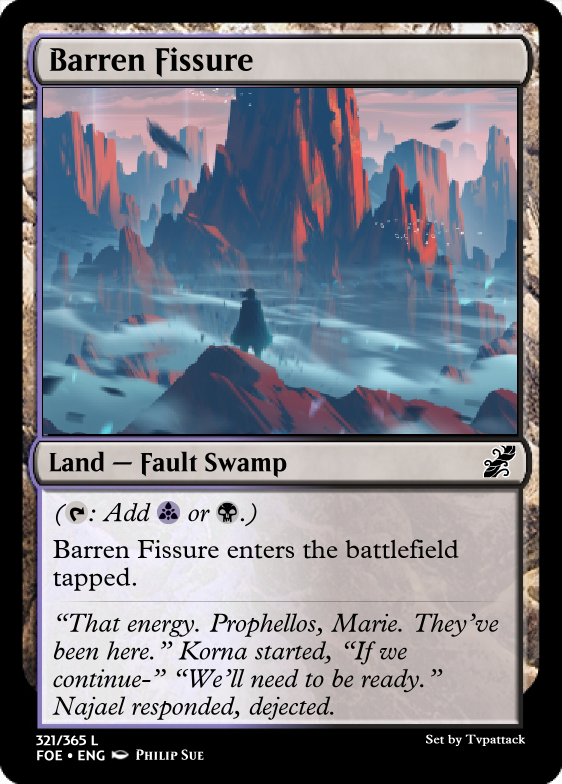 Barren Fissure
Land — Fault Swamp
(: Add or .)
Barren Fissure enters the battlefield
tapped.
“That energy. Prophellos, Marie. They’ve
been here.” Korna started, “If we
continue-” “We’ll need to be ready.”
Najael responded, dejected.
321/365 L
Set by Tvpattack
FOE • ENG Philip Sue